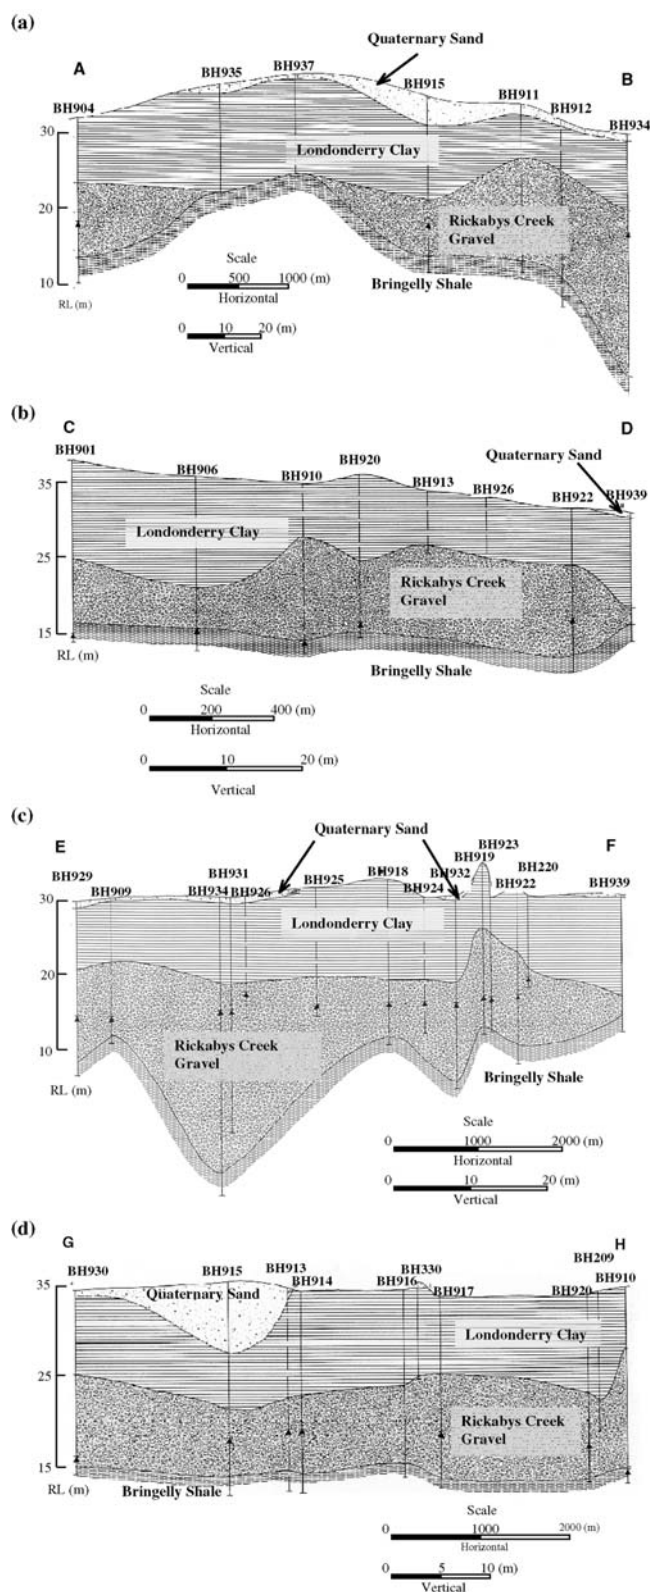 (a)
Quaternary Sand
A
B
BH937
BH935
BH915
BH911
BH912
BH904
BH934
30
Londonderry Clay
20
Rickabys Creek
Gravel
10
RL (m)
Scale
0 500 1000 (m)
Horizontal
Bringelly Shale
0 10 20 (m)
Vertical
(b)
C
D
BH901
BH906
BH910
BH920
BH913
BH926
Quaternary Sand
BH922
BH939
35
Londonderry Clay
25
Rickabys Creek
Gravel
15
RL (m)
Bringelly Shale
Scale
0 200 400 (m)
Horizontal
0 10 20 (m)
Vertical
(c)
Quaternary Sand
E
F
BH929
BH909
BH931
BH934
BH926
BH925
BH918
BH924
BH932
BH919
BH923
BH922
BH220
BH939
30
Londonderry Clay
20
10
Rickabys Creek
Gravel
RL (m)
Bringelly Shale
Scale
0 1000 2000 (m)
Horizontal
0 10 20 (m)
Vertical
(d)
G
H
BH930
BH915
BH913
BH914
BH916
BH330
BH917
BH209
BH920
BH910
35
Quaternary Sand
Londonderry Clay
25
Rickabys Creek
Gravel
15
RL (m)
Bringelly Shale
Scale
0 1000 2000 (m)
Horizontal
0 5 10 (m)
Vertical